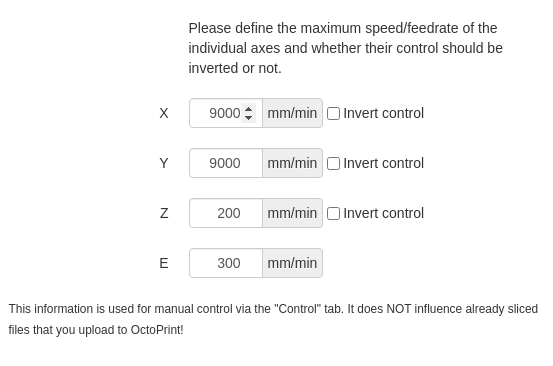 Please define the maximum speed/feedrate of the
individual axes and whether their control should be
inverted or not.
X 9000 mm/min Invert control
Y 9000 mm/min Invert control
Z 200 mm/min Invert control
E 300 mm/min
This information is used for manual control via the "Control" tab. It does NOT influence already sliced
files that you upload to OctoPrint!